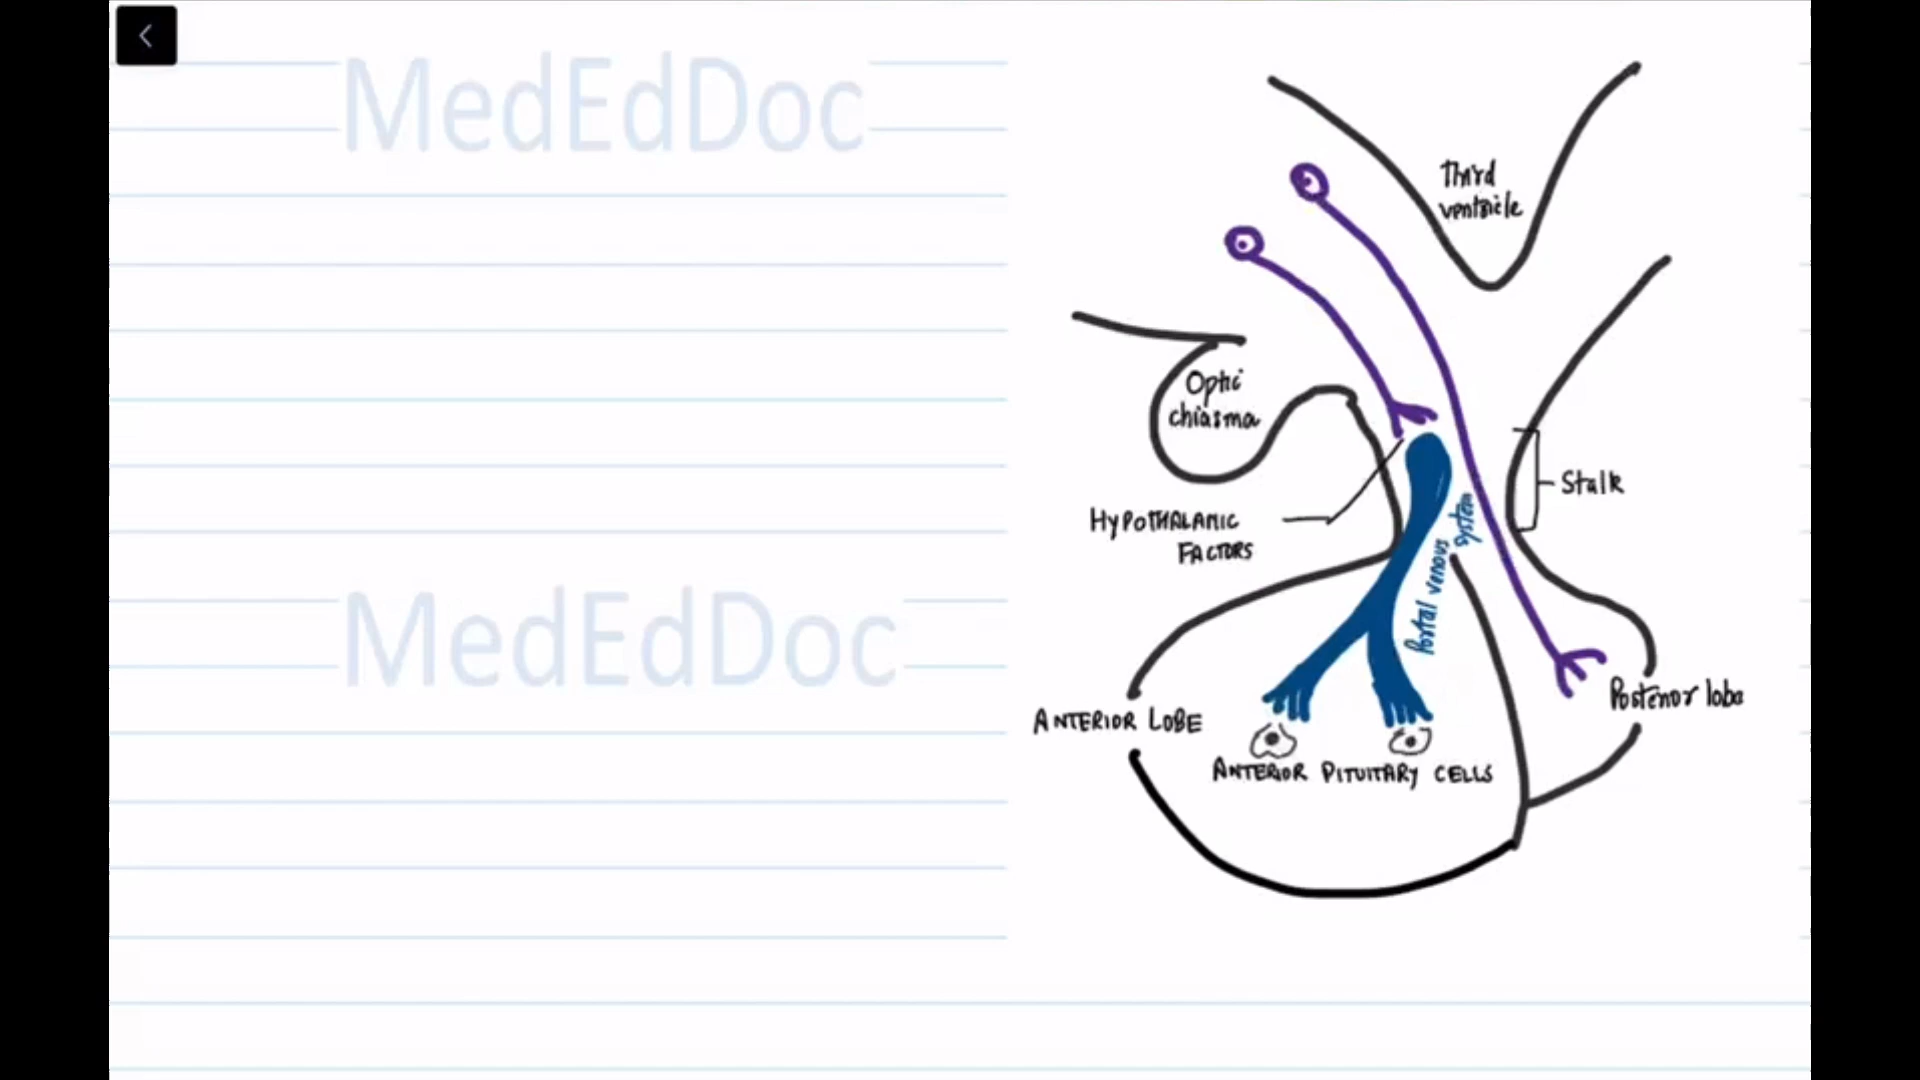 MedEdDoc
Third
ventricle
Optic
chiasma
Stalk
HYPOTHALAMIC
FACTORS
Portal venous
system
MedEdDoc
Posterior lobe
ANTERIOR LOBE
ANTERIOR PITUITARY CELLS